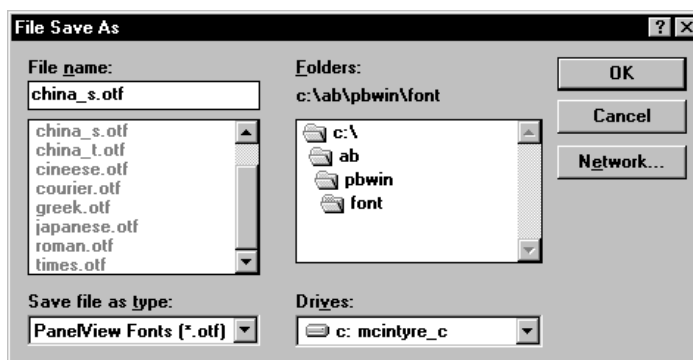 File Save As
File name:
china_s.otf
china_s.otf
china_t.otf
cineese.otf
courier.otf
greek.otf
japanese.otf
roman.otf
times.otf
Save file as type:
PanelView Fonts (*.otf)
Folders:
c:\ab\pbwin\font
c:\
ab
pbwin
font
Drives:
c: mcintyre_c
OK
Cancel
Network...